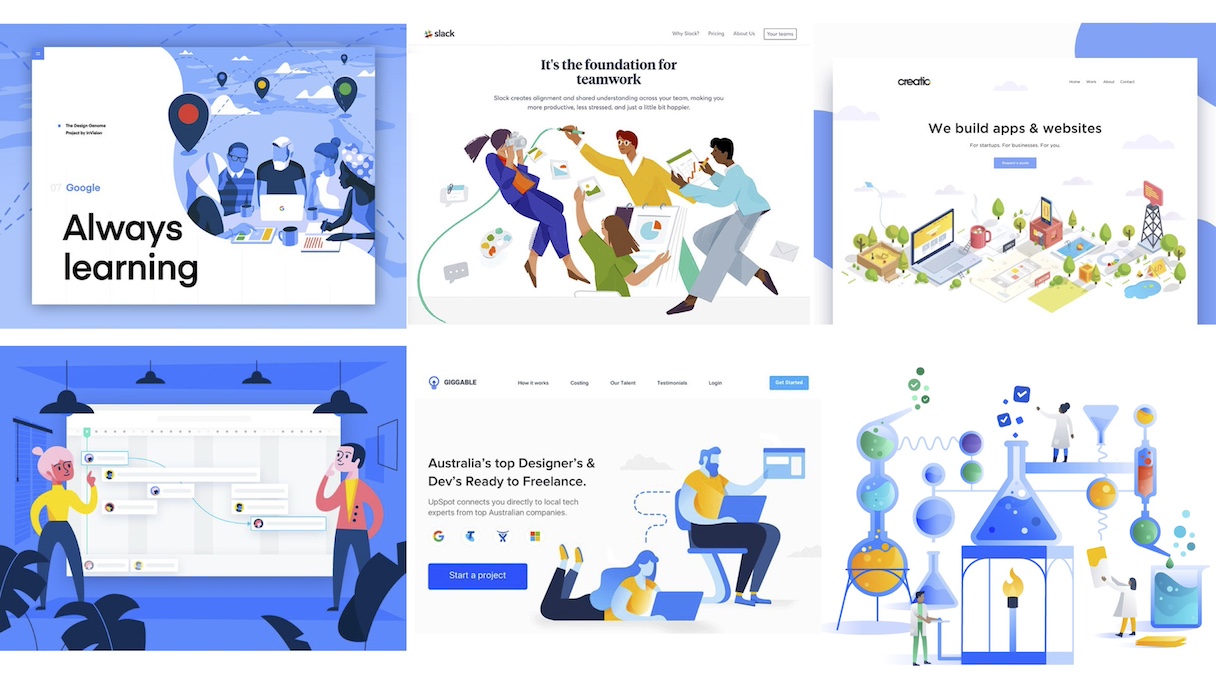 The Design Genome
Project by InVision
07 Google
Always
learning
slack
Why Slack? Pricing About Us Your teams
It's the foundation for
teamwork
Slack creates alignment and shared understanding across your team, making you
more productive, less stressed, and just a little bit happier.
creatic
Home Work About Contact
We build apps & websites
For startups. For businesses. For you.
Request a quote
GIGGABLE
How it works Costing Our Talent Testimonials Login Get Started
Australia's top Designer's &
Dev's Ready to Freelance.
UpSpot connects you directly to local tech
experts from top Australian companies.
Start a project